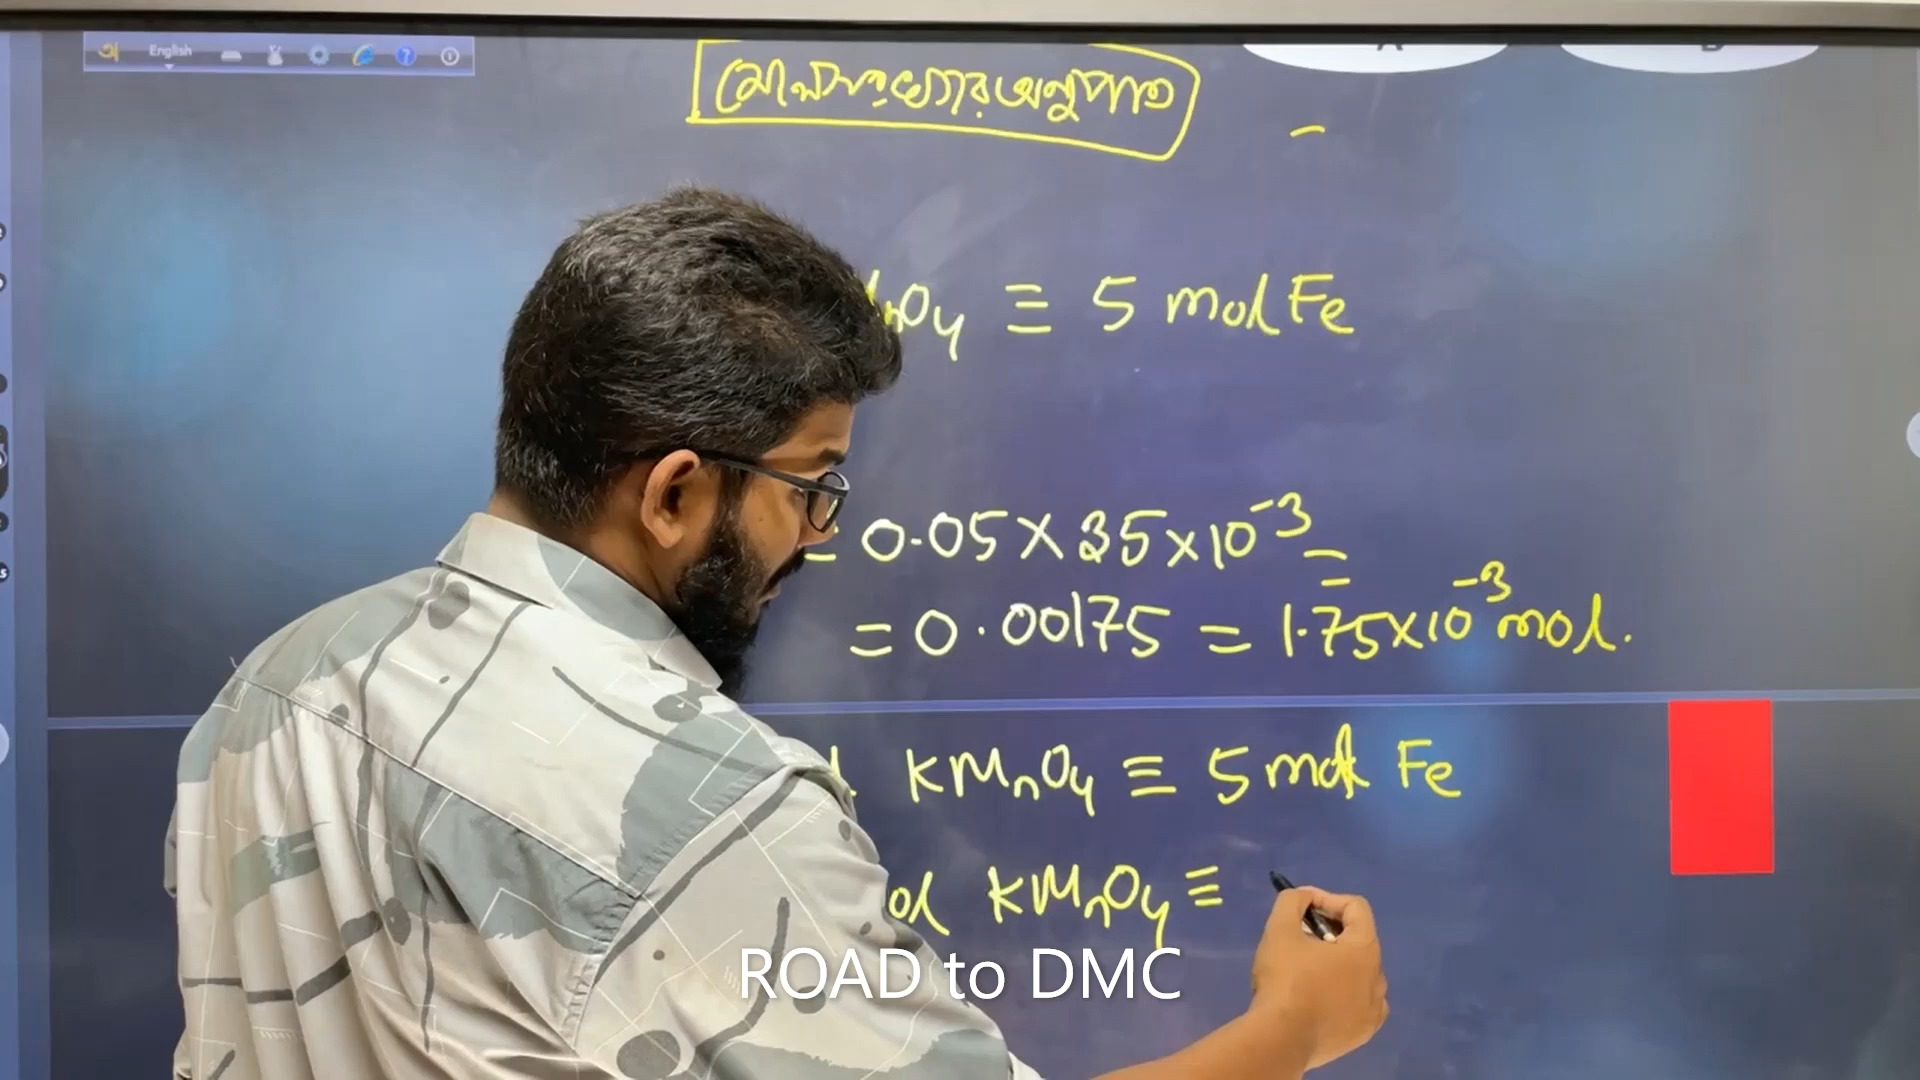 English
মোলসংখ্যার অনুপাত
nO4 ≡ 5 mol Fe
= 0.05 × 35 × 10⁻³ =
= 0.00175 = 1.75×10⁻³ mol.
KMnO4 ≡ 5 mol Fe
ol KMnO4 ≡
ROAD to DMC